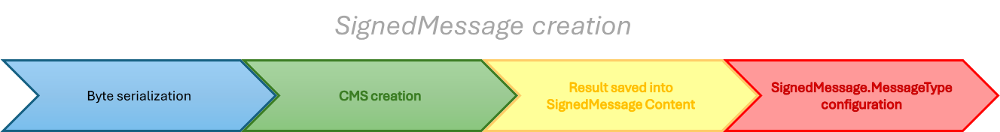 SignedMessage creation
Byte serialization
CMS creation
Result saved into
SignedMessage Content
SignedMessage.MessageType
configuration